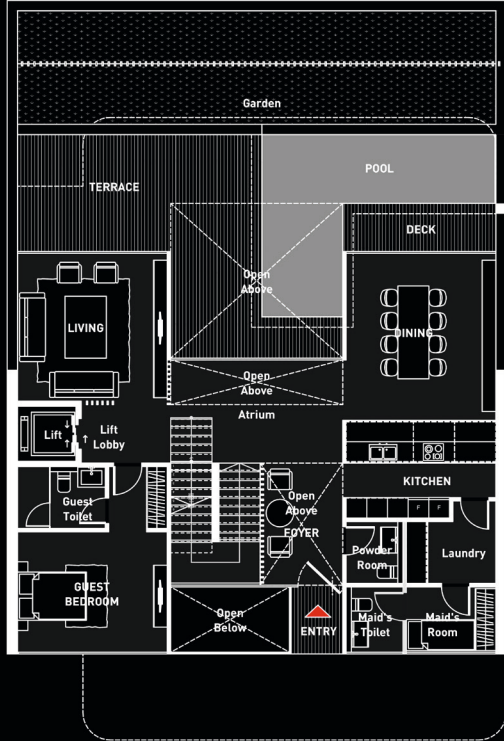 Garden
POOL
TERRACE
DECK
Open
Above
LIVING
DINING
Open
Above
Atrium
Lift
Lift
Lobby
KITCHEN
Guest
Toilet
Open
Above
FOYER
F
F
Powder
Room
Laundry
GUEST
BEDROOM
Open
Below
ENTRY
Maid's
Toilet
Maid's
Room